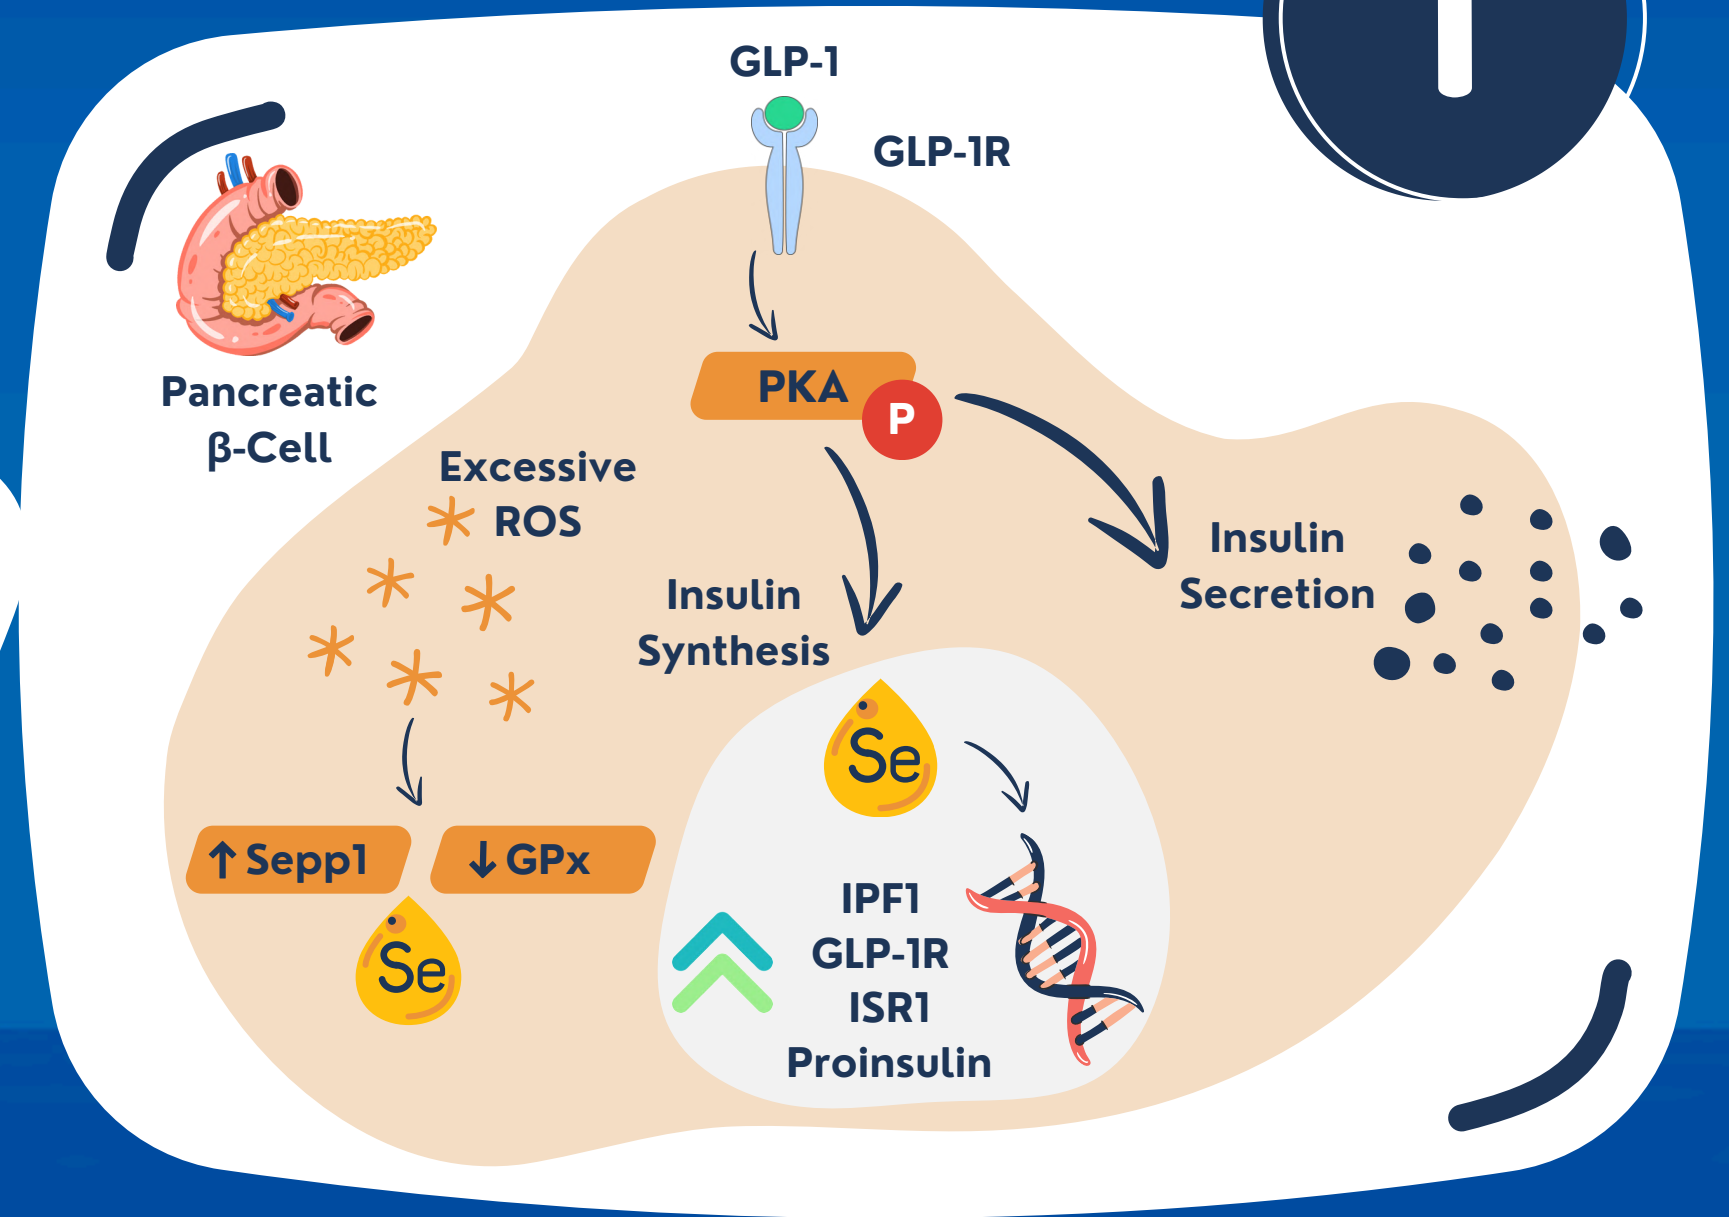 GLP-1
GLP-1R
Pancreatic
β-Cell
PKA
P
Excessive
ROS
Insulin
Synthesis
Insulin
Secretion
Se
↑ Sepp1
↓ GPx
Se
IPF1
GLP-1R
ISR1
Proinsulin